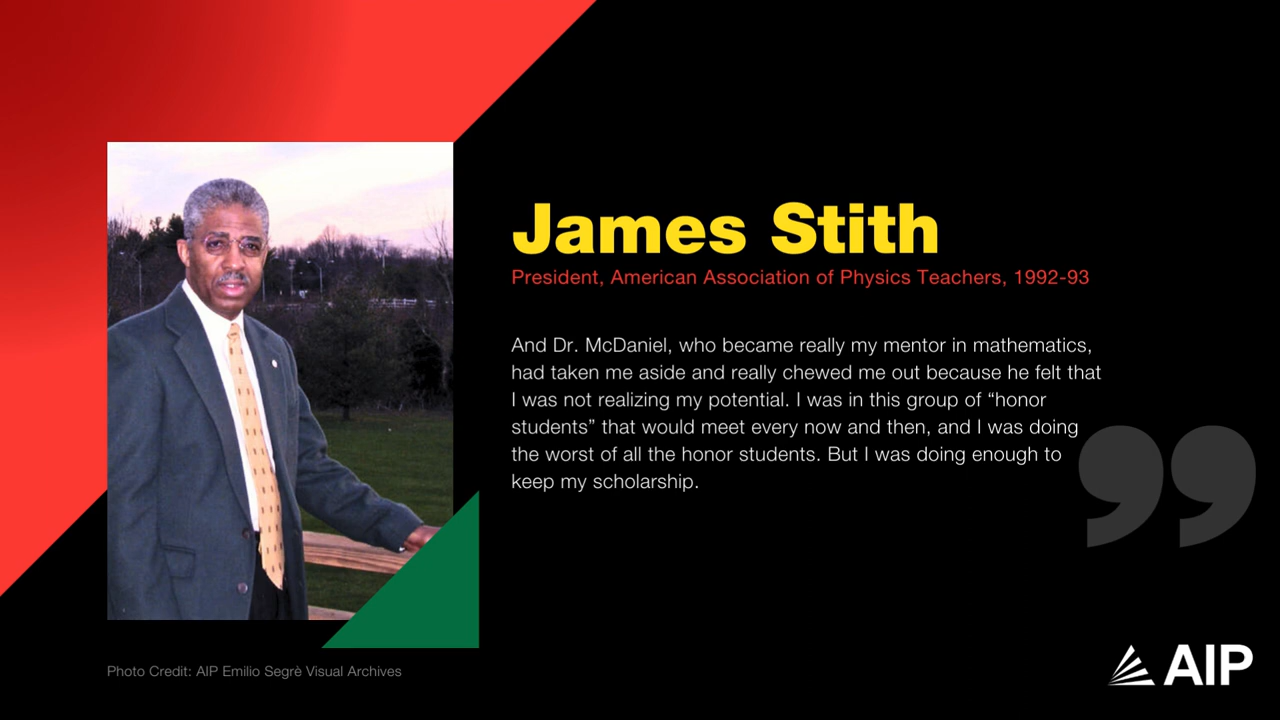 James Stith
President, American Association of Physics Teachers, 1992-93
And Dr. McDaniel, who became really my mentor in mathematics,
had taken me aside and really chewed me out because he felt that
I was not realizing my potential. I was in this group of “honor
students” that would meet every now and then, and I was doing
the worst of all the honor students. But I was doing enough to
keep my scholarship.
”
Photo Credit: AIP Emilio Segrè Visual Archives
AIP